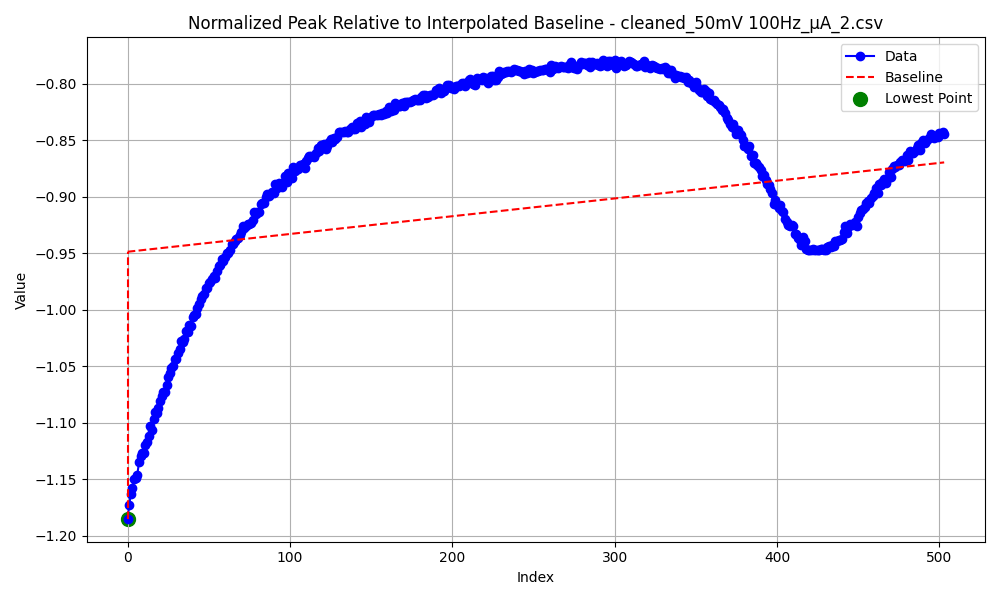 Normalized Peak Relative to Interpolated Baseline - cleaned_50mV 100Hz_μA_2.csv
Data
Baseline
Lowest Point
Value
−0.80
−0.85
−0.90
−0.95
−1.00
−1.05
−1.10
−1.15
−1.20
0
100
200
300
400
500
Index